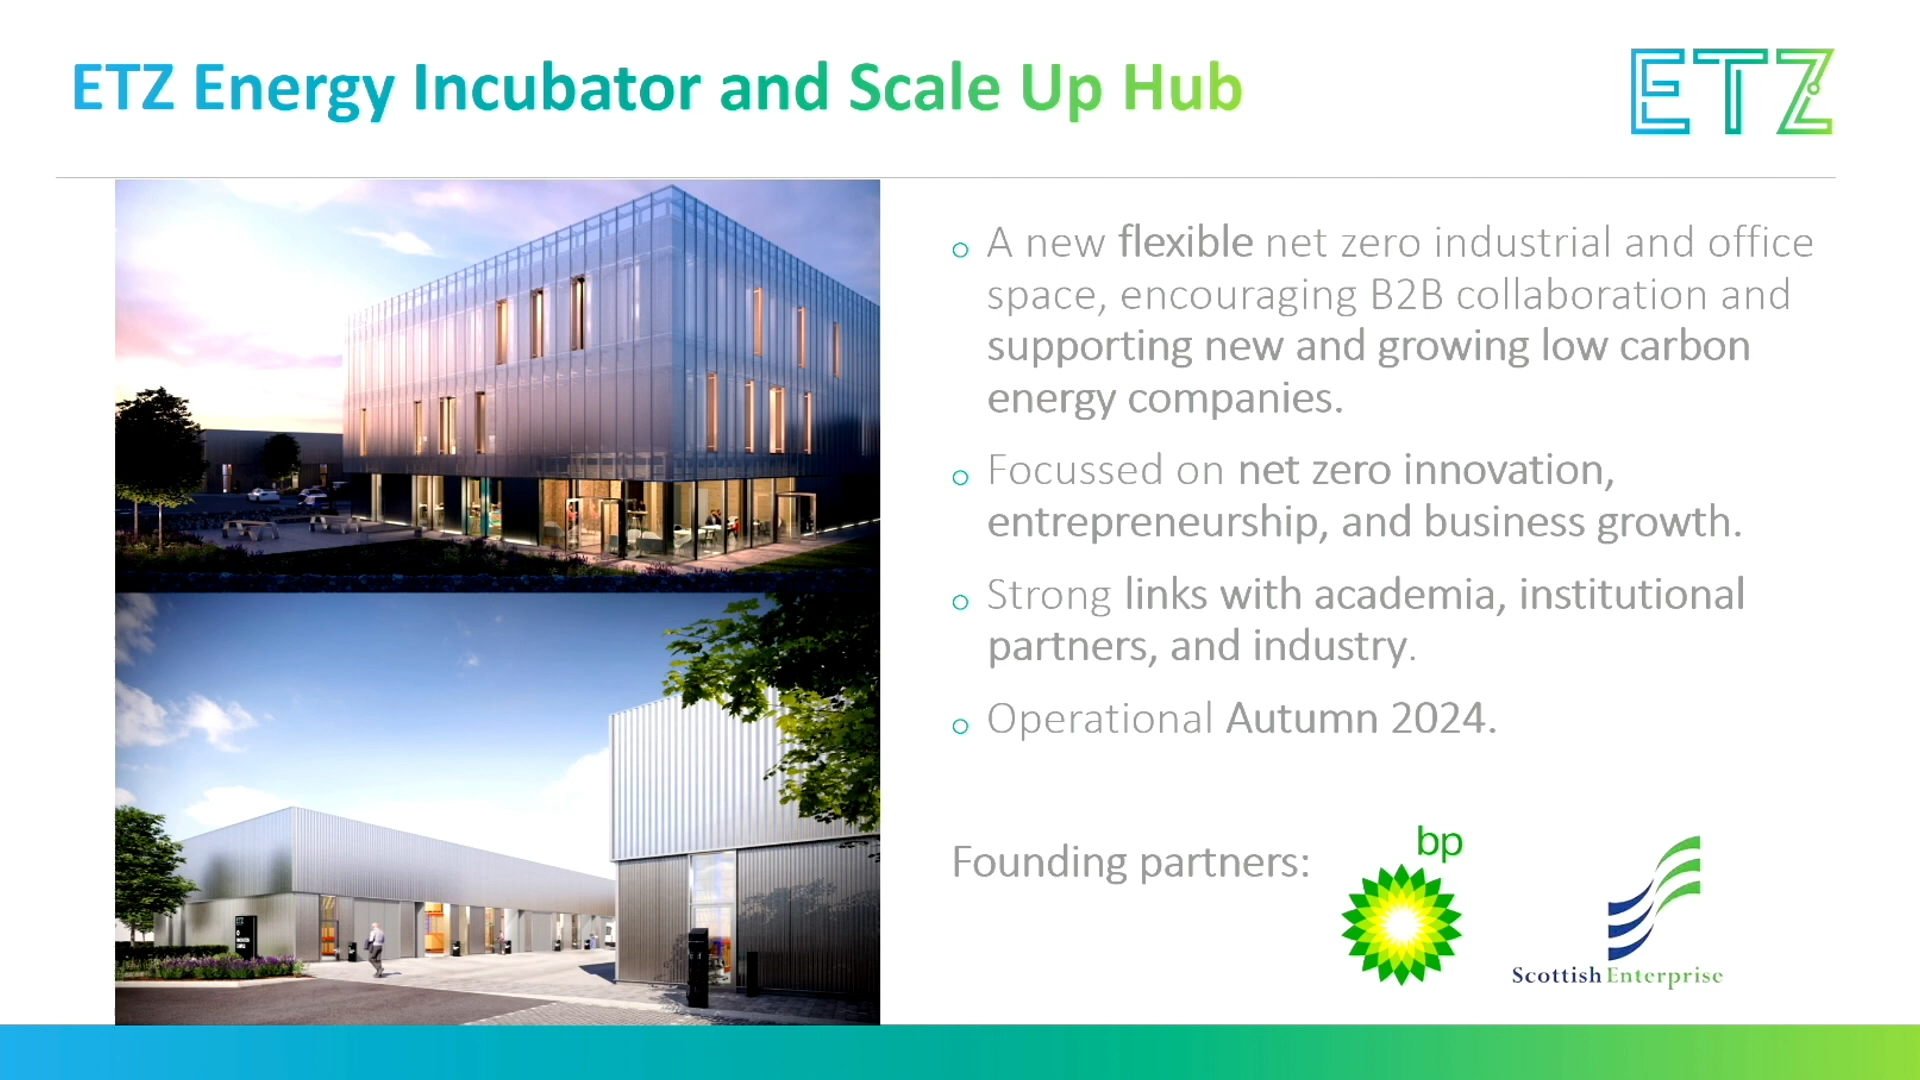 ETZ Energy Incubator and Scale Up Hub
ETZ
A new flexible net zero industrial and office
space, encouraging B2B collaboration and
supporting new and growing low carbon
energy companies.
Focussed on net zero innovation,
entrepreneurship, and business growth.
Strong links with academia, institutional
partners, and industry.
Operational Autumn 2024.
Founding partners:
bp
Scottish Enterprise